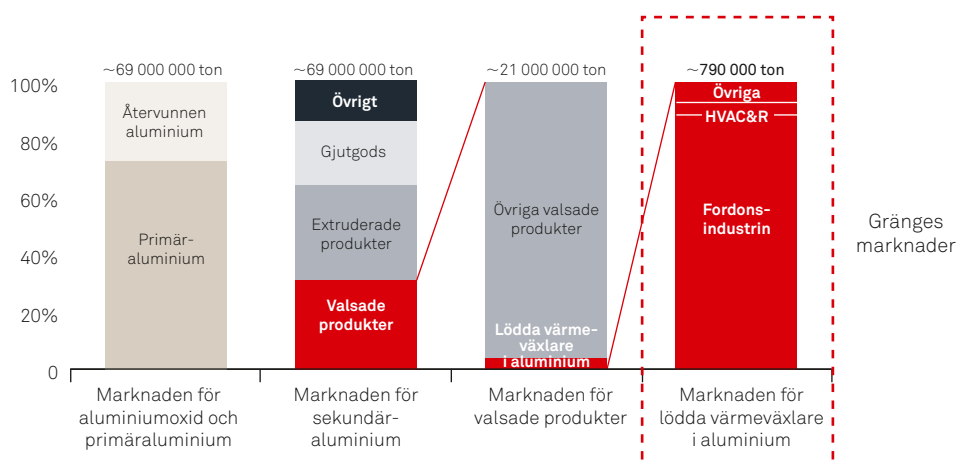 ~69 000 000 ton
~69 000 000 ton
~21 000 000 ton
~790 000 ton
100%
80%
60%
40%
20%
0
Återvunnen
aluminium
Primär-
aluminium
Övrigt
Gjutgods
Extruderade
produkter
Valsade
produkter
Övriga valsade
produkter
Lödda värme-
växlare
i aluminium
Övriga
HVAC&R
Fordons-
industrin
Gränges
marknader
Marknaden för
aluminiumoxid och
primäraluminium
Marknaden för
sekundär-
aluminium
Marknaden för
valsade produkter
Marknaden för
lödda värmeväxlare
i aluminium